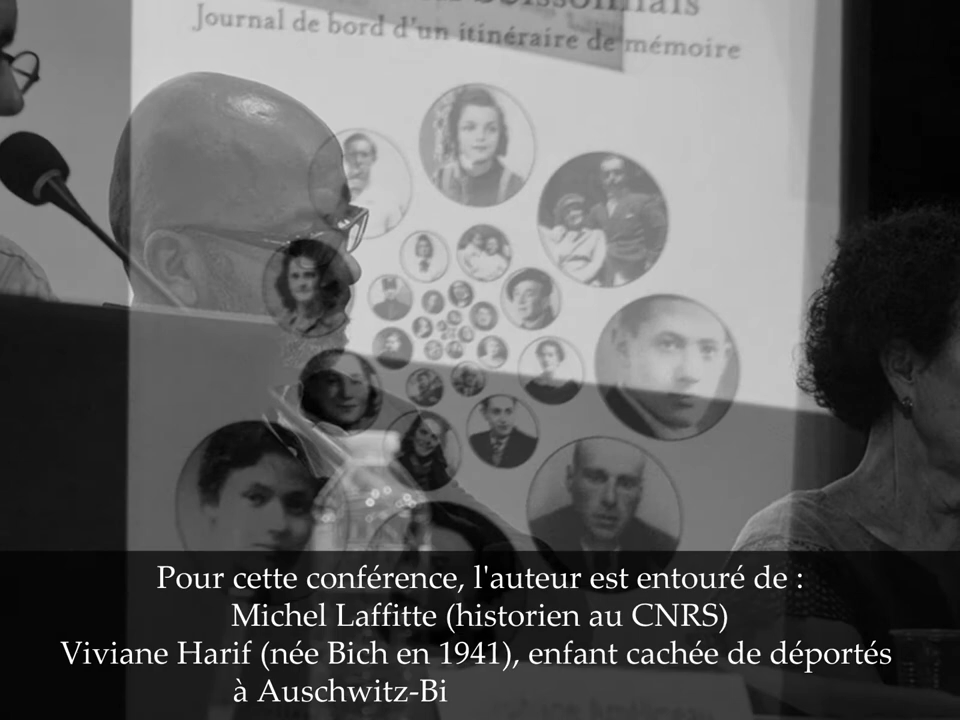 Journal de bord d'un itinéraire de mémoire
Pour cette conférence, l'auteur est entouré de :
Michel Laffitte (historien au CNRS)
Viviane Harif (née Bich en 1941), enfant cachée de déportés
à Auschwitz-Bi